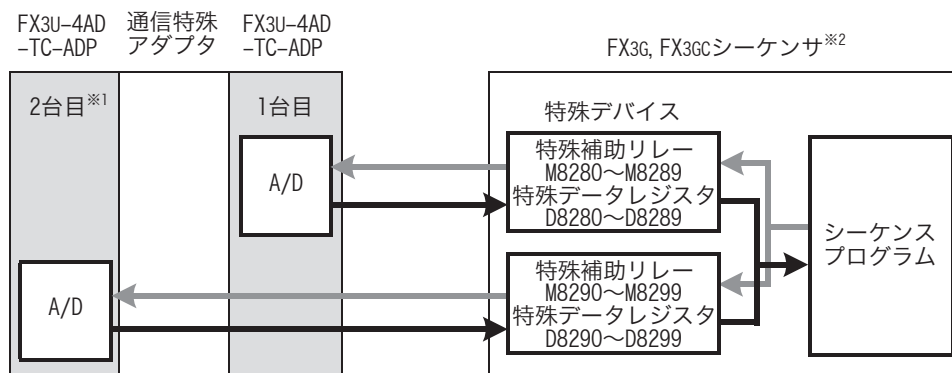 FX3U-4AD
-TC-ADP
通信特殊
アダプタ
FX3U-4AD
-TC-ADP
FX3G, FX3GCシーケンサ※2
2台目※1
1台目
特殊デバイス
A/D
特殊補助リレー
M8280〜M8289
特殊データレジスタ
D8280〜D8289
シーケンス
プログラム
A/D
特殊補助リレー
M8290〜M8299
特殊データレジスタ
D8290〜D8299